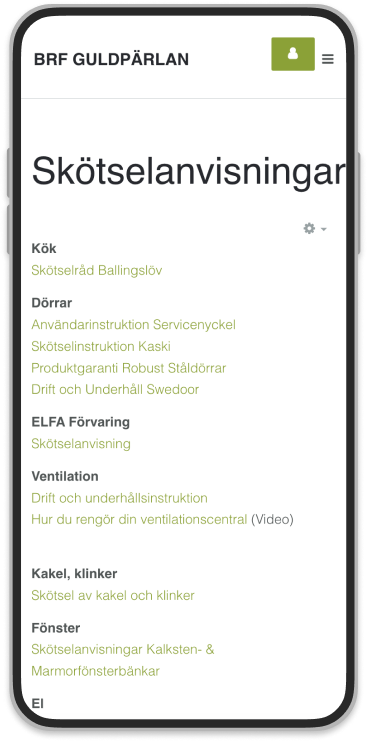 BRF GULDPÄRLAN
Skötselanvisningar
Kök
Skötselråd Ballingslöv
Dörrar
Användarinstruktion Servicenyckel
Skötselinstruktion Kaski
Produktgaranti Robust Ståldörrar
Drift och Underhåll Swedoor
ELFA Förvaring
Skötselanvisning
Ventilation
Drift och underhållsinstruktion
Hur du rengör din ventilationscentral (Video)
Kakel, klinker
Skötsel av kakel och klinker
Fönster
Skötselanvisningar Kalksten- &
Marmorfönsterbänkar
El